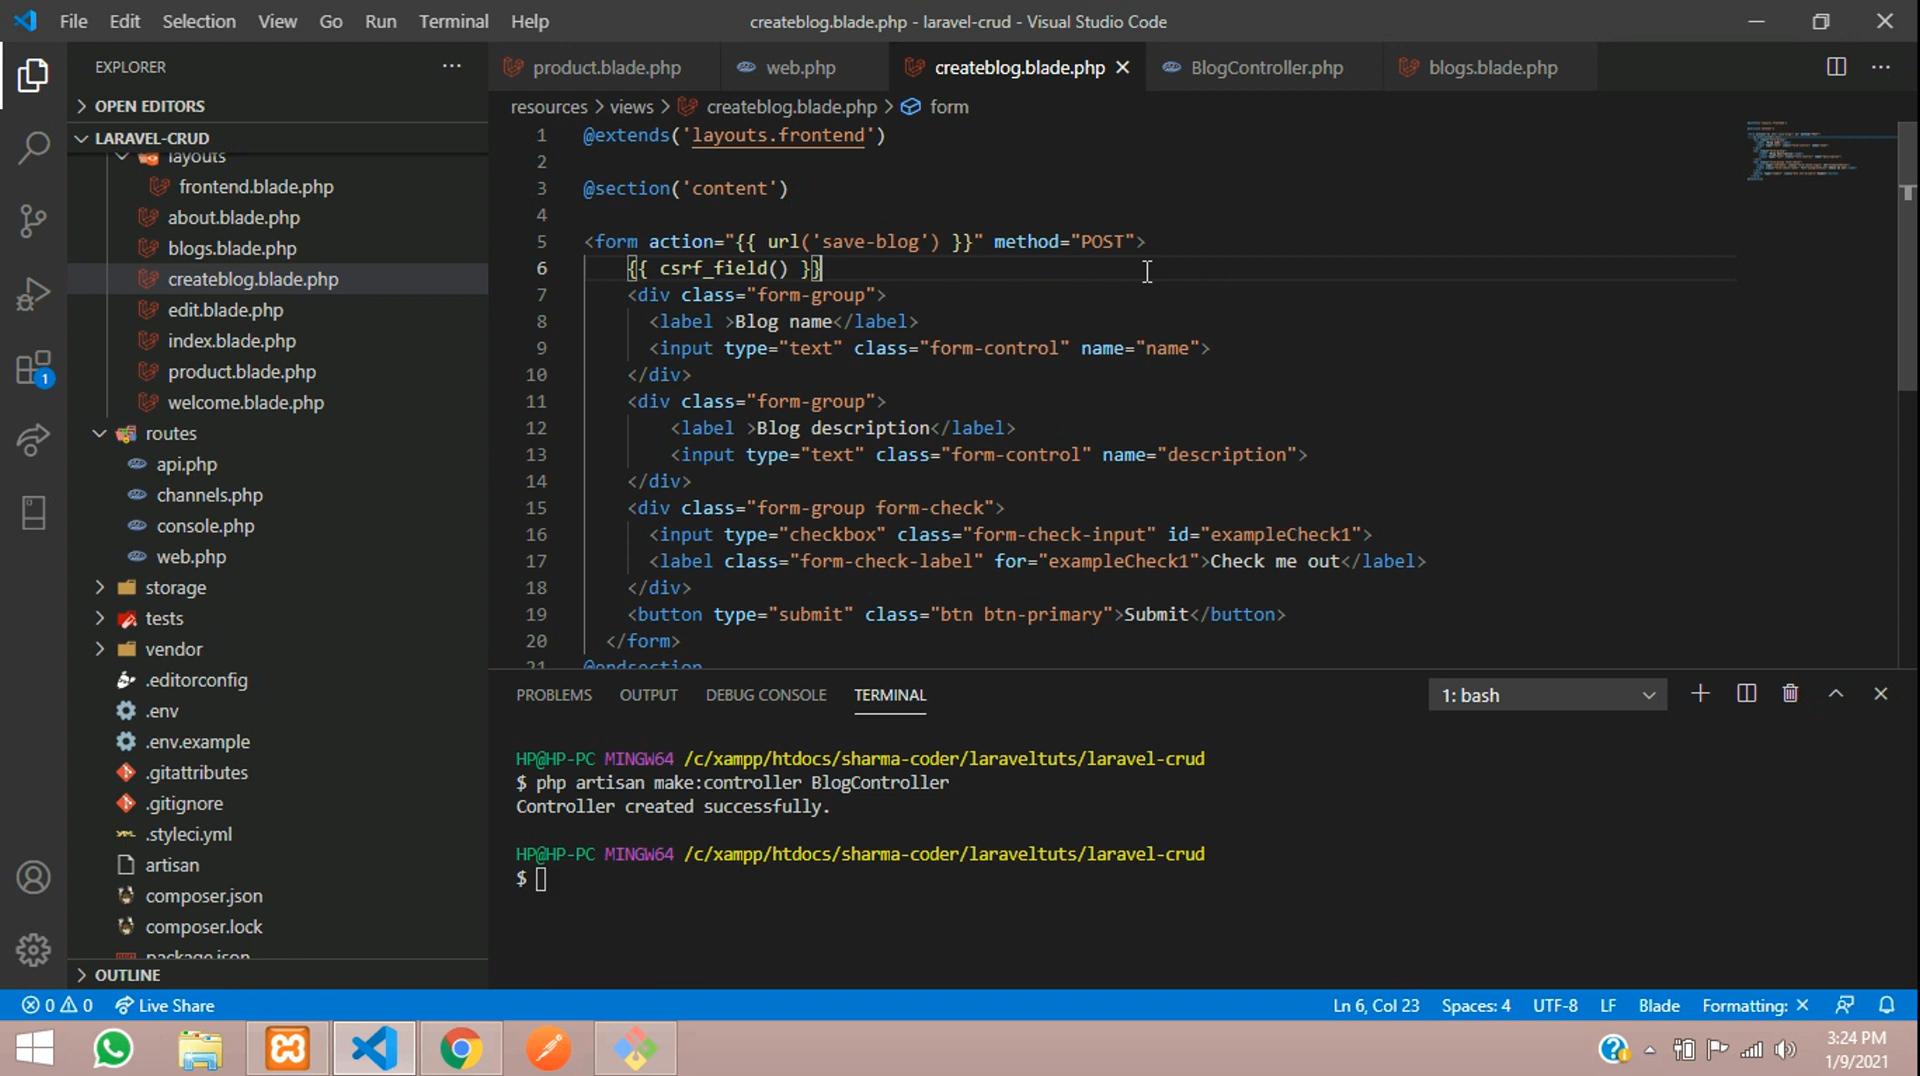 File Edit Selection View Go Run Terminal Help
createblog.blade.php - laravel-crud - Visual Studio Code
EXPLORER
OPEN EDITORS
LARAVEL-CRUD
layouts
frontend.blade.php
about.blade.php
blogs.blade.php
createblog.blade.php
edit.blade.php
index.blade.php
product.blade.php
welcome.blade.php
routes
api.php
channels.php
console.php
web.php
storage
tests
vendor
.editorconfig
.env
.env.example
.gitattributes
.gitignore
.styleci.yml
artisan
composer.json
composer.lock
package.json
OUTLINE
1
product.blade.php web.php createblog.blade.php BlogController.php blogs.blade.php
resources > views > createblog.blade.php > form
1 @extends('layouts.frontend')
2
3 @section('content')
4
5 <form action="{{ url('save-blog') }}" method="POST">
6 {{ csrf_field() }}
7 <div class="form-group">
8 <label >Blog name</label>
9 <input type="text" class="form-control" name="name">
10 </div>
11 <div class="form-group">
12 <label >Blog description</label>
13 <input type="text" class="form-control" name="description">
14 </div>
15 <div class="form-group form-check">
16 <input type="checkbox" class="form-check-input" id="exampleCheck1">
17 <label class="form-check-label" for="exampleCheck1">Check me out</label>
18 </div>
19 <button type="submit" class="btn btn-primary">Submit</button>
20 </form>
21 @endsection
PROBLEMS OUTPUT DEBUG CONSOLE TERMINAL
1: bash
HP@HP-PC MINGW64 /c/xampp/htdocs/sharma-coder/laraveltuts/laravel-crud
$ php artisan make:controller BlogController
Controller created successfully.
HP@HP-PC MINGW64 /c/xampp/htdocs/sharma-coder/laraveltuts/laravel-crud
$
0 0 Live Share
Ln 6, Col 23 Spaces: 4 UTF-8 LF Blade Formatting: ×
3:24 PM
1/9/2021